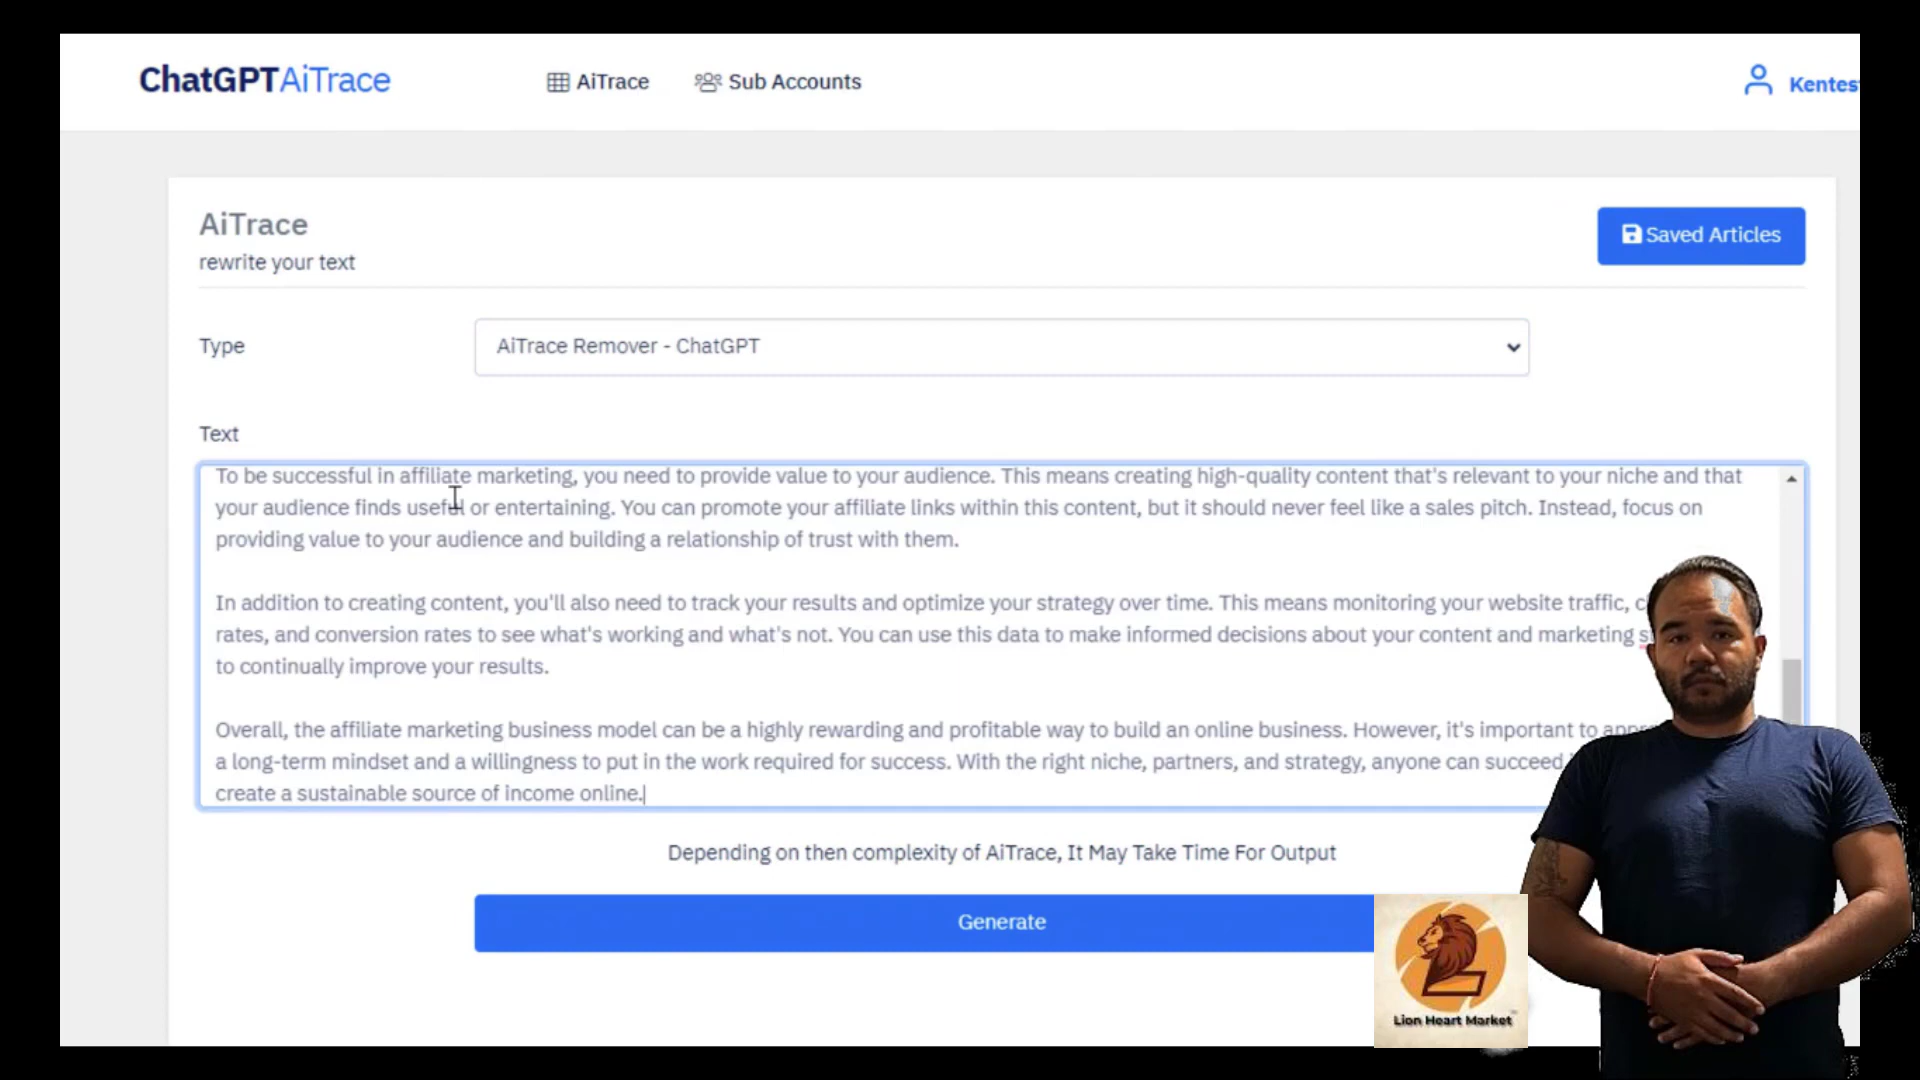 ChatGPTAiTrace
AiTrace
Sub Accounts
Kentes
AiTrace
rewrite your text
Saved Articles
Type
AiTrace Remover - ChatGPT
Text
To be successful in affiliate marketing, you need to provide value to your audience. This means creating high-quality content that's relevant to your niche and that
your audience finds useful or entertaining. You can promote your affiliate links within this content, but it should never feel like a sales pitch. Instead, focus on
providing value to your audience and building a relationship of trust with them.
In addition to creating content, you'll also need to track your results and optimize your strategy over time. This means monitoring your website traffic,
rates, and conversion rates to see what's working and what's not. You can use this data to make informed decisions about your content and marketing
to continually improve your results.
Overall, the affiliate marketing business model can be a highly rewarding and profitable way to build an online business. However, it's important to
a long-term mindset and a willingness to put in the work required for success. With the right niche, partners, and strategy, anyone can succeed
create a sustainable source of income online.
Depending on then complexity of AiTrace, It May Take Time For Output
Generate
Lion Heart Market